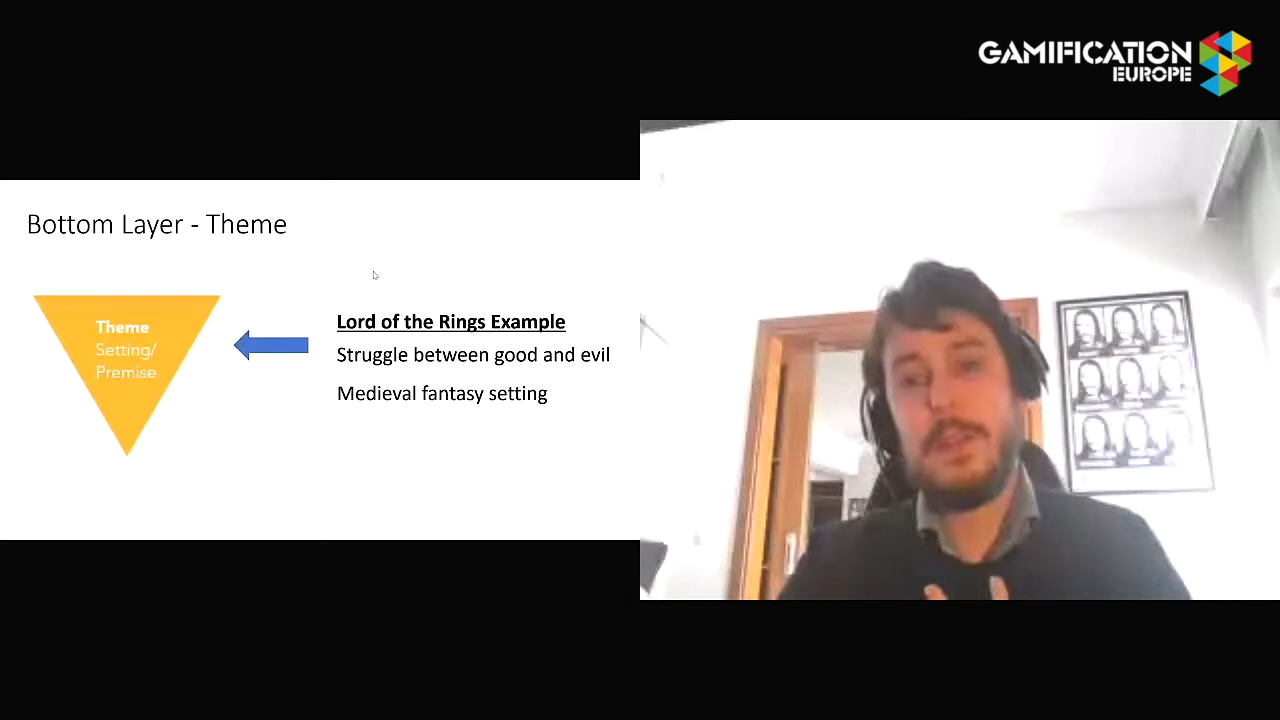 GAMIFICATION
EUROPE
Bottom Layer - Theme
Theme
Setting/
Premise
Lord of the Rings Example
Struggle between good and evil
Medieval fantasy setting